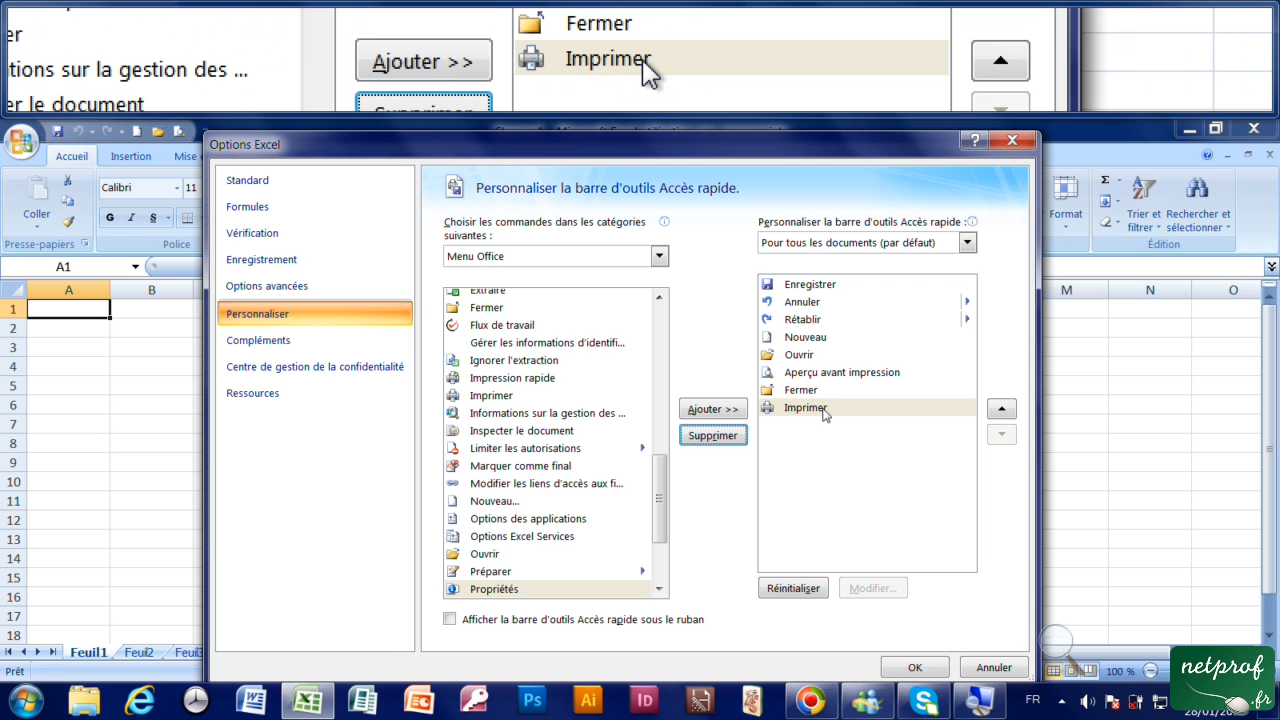 Fermer
er
Ajouter >>
Imprimer
tions sur la gestion des ...
er le document
Options Excel
Accueil
Insertion
Mise
Coller
Presse-papiers
Calibri
11
G
I
S
Police
Format
Trier et
filtrer
Rechercher et
sélectionner
Édition
A1
A
B
M
N
O
1
2
3
4
5
6
7
8
9
10
11
12
13
14
15
16
17
18
Standard
Formules
Vérification
Enregistrement
Options avancées
Personnaliser
Compléments
Centre de gestion de la confidentialité
Ressources
Personnaliser la barre d'outils Accès rapide.
Choisir les commandes dans les catégories
suivantes :
Menu Office
Extraire
Fermer
Flux de travail
Gérer les informations d'identifi...
Ignorer l'extraction
Impression rapide
Imprimer
Informations sur la gestion des ...
Inspecter le document
Limiter les autorisations
Marquer comme final
Modifier les liens d'accès aux fi...
Nouveau...
Options des applications
Options Excel Services
Ouvrir
Préparer
Propriétés
Ajouter >>
Supprimer
Personnaliser la barre d'outils Accès rapide :
Pour tous les documents (par défaut)
Enregistrer
Annuler
Rétablir
Nouveau
Ouvrir
Aperçu avant impression
Fermer
Imprimer
Réinitialiser
Modifier...
Afficher la barre d'outils Accès rapide sous le ruban
OK
Annuler
Feuil1
Feuil2
Feuil3
Prêt
100 %
Ps
Ai
Id
FR
netprof
.fr